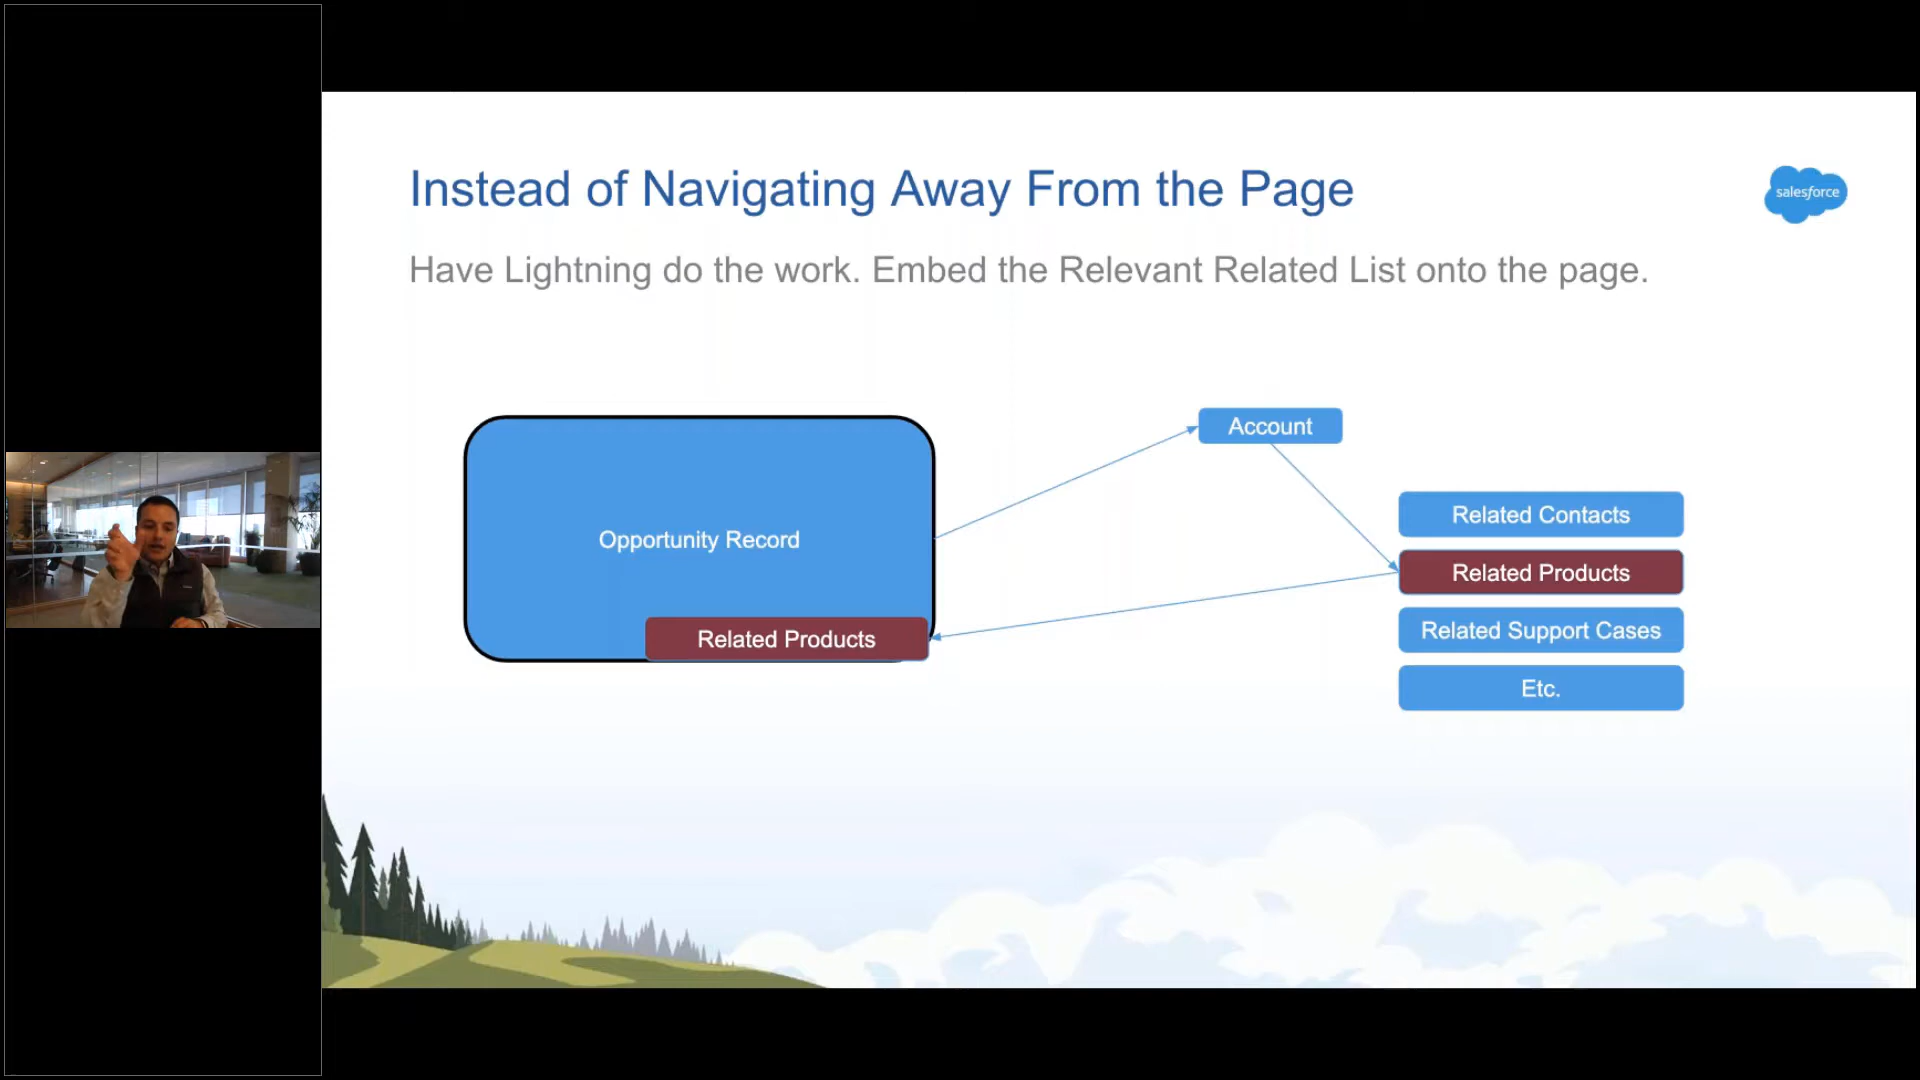 Instead of Navigating Away From the Page
salesforce
Have Lightning do the work. Embed the Relevant Related List onto the page.
Account
Opportunity Record
Related Contacts
Related Products
Related Support Cases
Etc.
Related Products